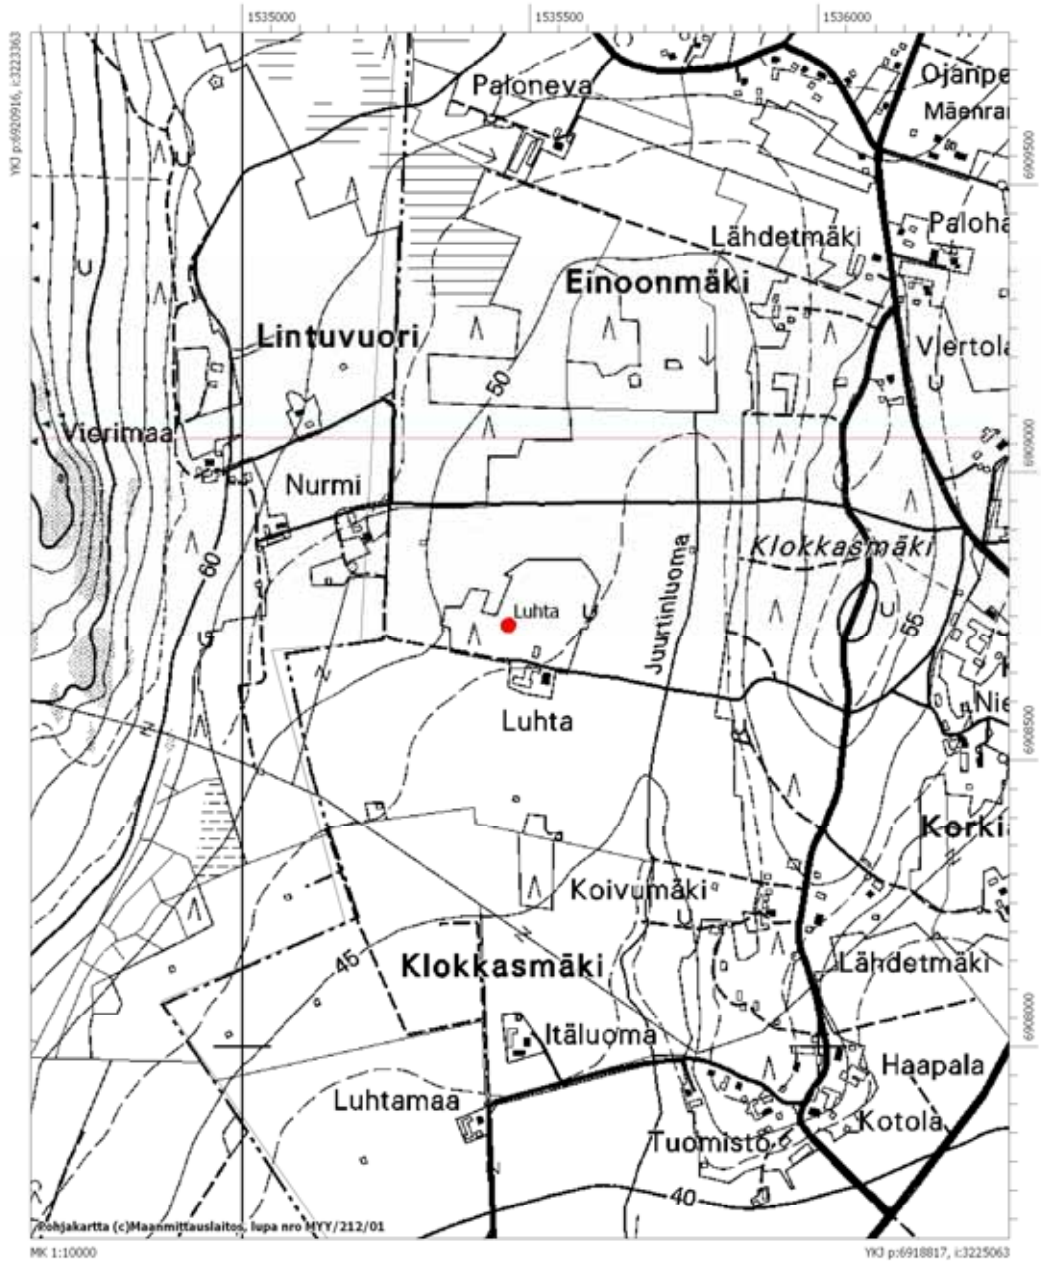 1535000
1535500
1536000
YKJ p:6920916, i:3223363
Paloneva
Ojanpe
Mäenrai
6909500
Lähdetmäki
Paloha
Einoonmäki
Lintuvuori
Viertola
50
Vierimaa
6909000
Nurmi
Klokkasmäki
60
Juurtinluoma
Luhta
55
Luhta
Nie
6908500
Korki
Koivumäki
45
Klokkasmäki
Lähdetmäki
Itäluoma
6908000
Haapala
Luhtamaa
Kotola
Tuomisto
40
Pohjakartta (c)Maanmittauslaitos, lupa nro MYY/212/01
MK 1:10000
YKJ p:6918817, i:3225063